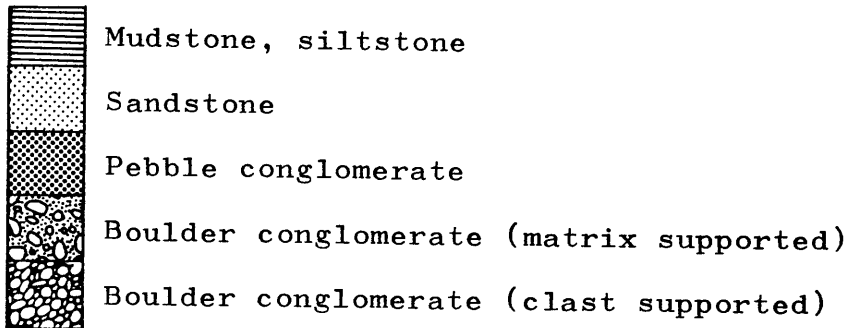 Mudstone, siltstone
Sandstone
Pebble conglomerate
Boulder conglomerate (matrix supported)
Boulder conglomerate (clast supported)